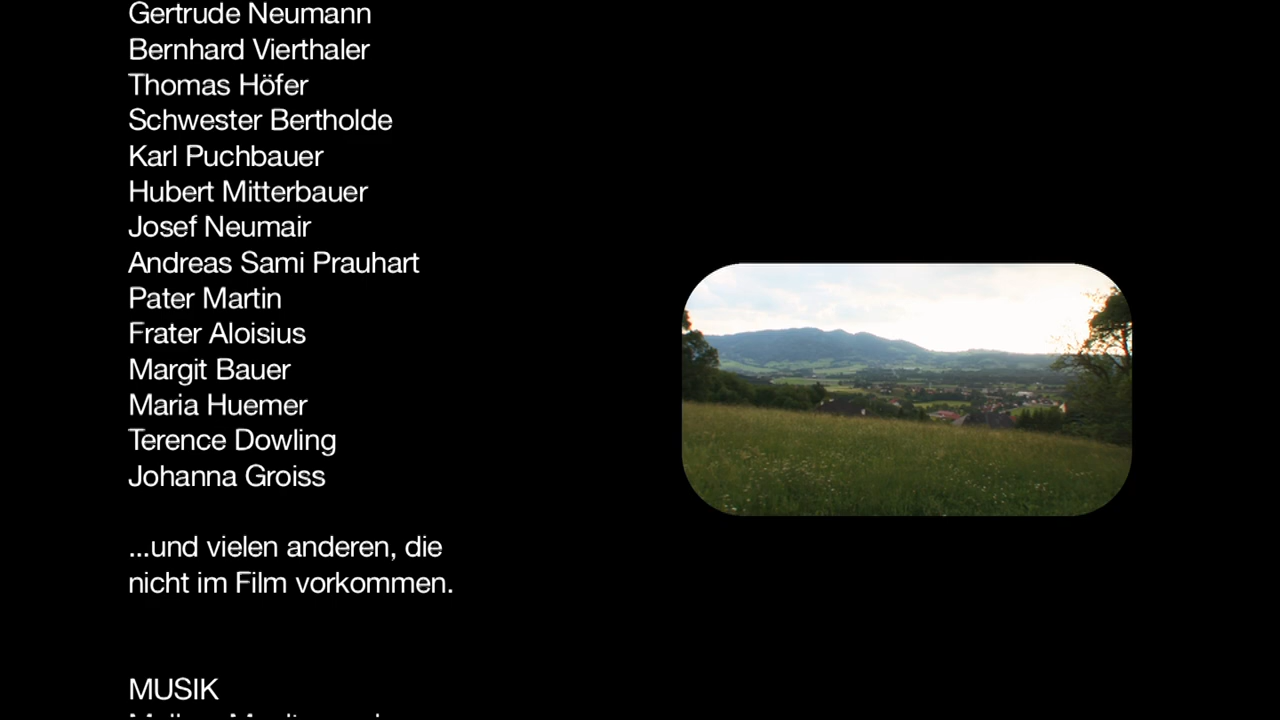 Gertrude Neumann
Bernhard Vierthaler
Thomas Höfer
Schwester Bertholde
Karl Puchbauer
Hubert Mitterbauer
Josef Neumair
Andreas Sami Prauhart
Pater Martin
Frater Aloisius
Margit Bauer
Maria Huemer
Terence Dowling
Johanna Groiss
...und vielen anderen, die
nicht im Film vorkommen.
MUSIK